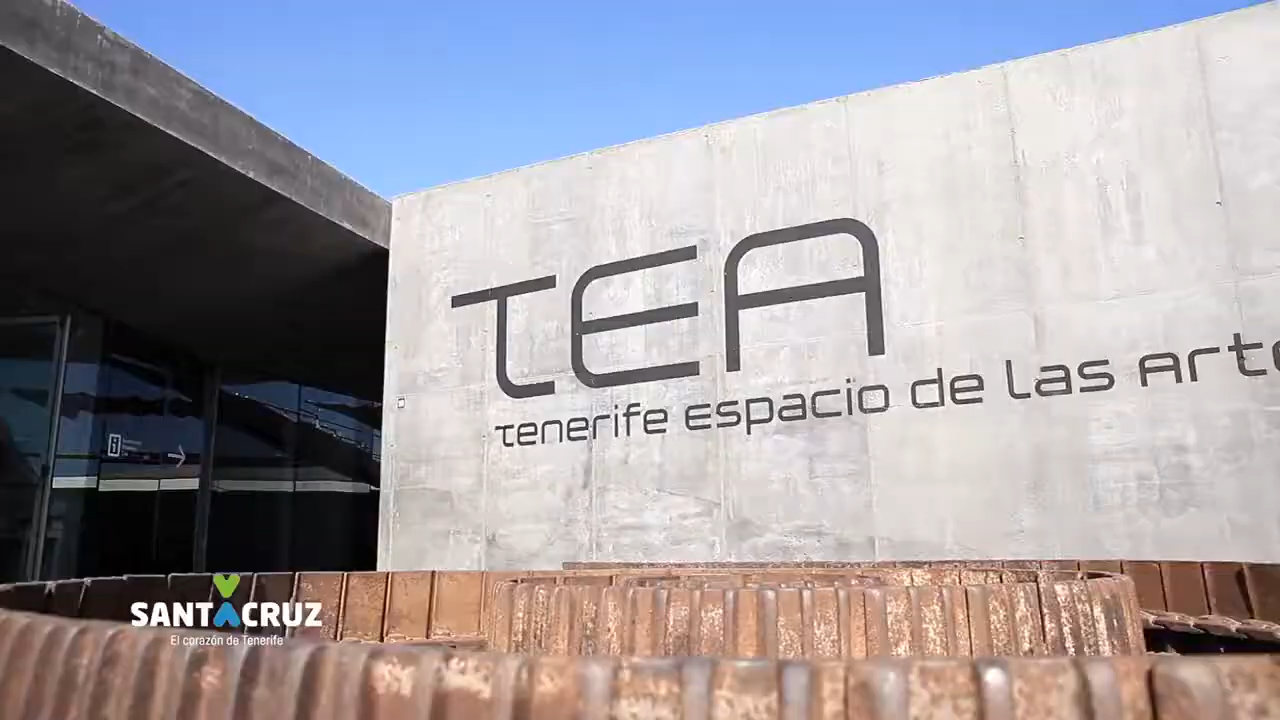 TEA
Tenerife Espacio de las Arte
SANTACRUZ
El corazón de Tenerife